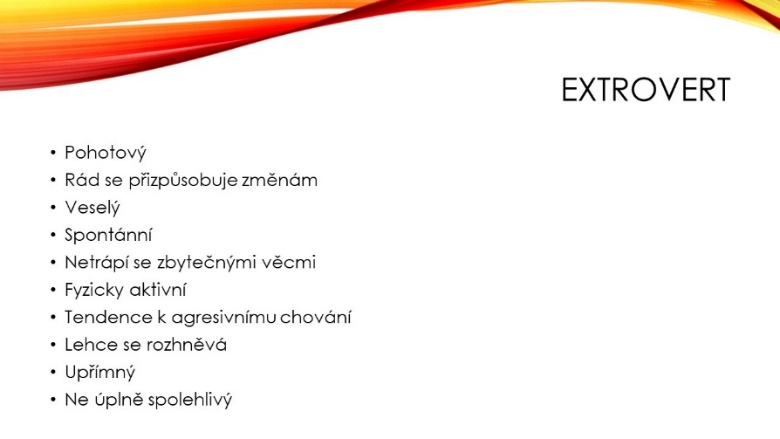 EXTROVERT
• Pohotový
• Rád se přizpůsobuje změnám
• Veselý
• Spontánní
• Netrápí se zbytečnými věcmi
• Fyzicky aktivní
• Tendence k agresivnímu chování
• Lehce se rozhněvá
• Upřímný
• Ne úplně spolehlivý